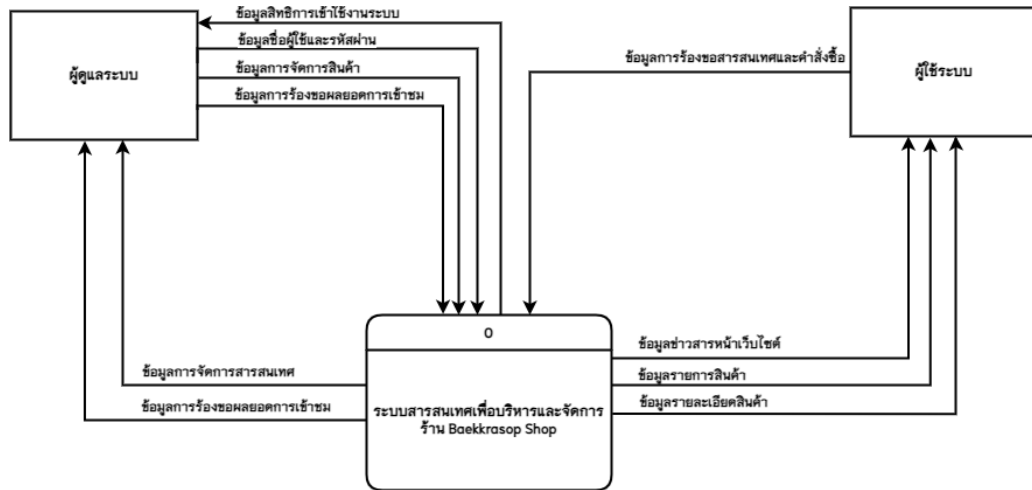 ข้อมูลสิทธิการเข้าใช้งานระบบ
ข้อมูลชื่อผู้ใช้และรหัสผ่าน
ผู้ดูแลระบบ
ข้อมูลการจัดการสินค้า
ข้อมูลการร้องขอผลยอดการเข้าชม
ข้อมูลการร้องขอสารสนเทศและคำสั่งซื้อ
ผู้ใช้ระบบ
0
ข้อมูลข่าวสารหน้าเว็บไซต์
ข้อมูลการจัดการสารสนเทศ
ข้อมูลรายการสินค้า
ข้อมูลการร้องขอผลยอดการเข้าชม
ข้อมูลรายละเอียดสินค้า
ระบบสารสนเทศเพื่อบริหารและจัดการ
ร้าน Baekkrasop Shop